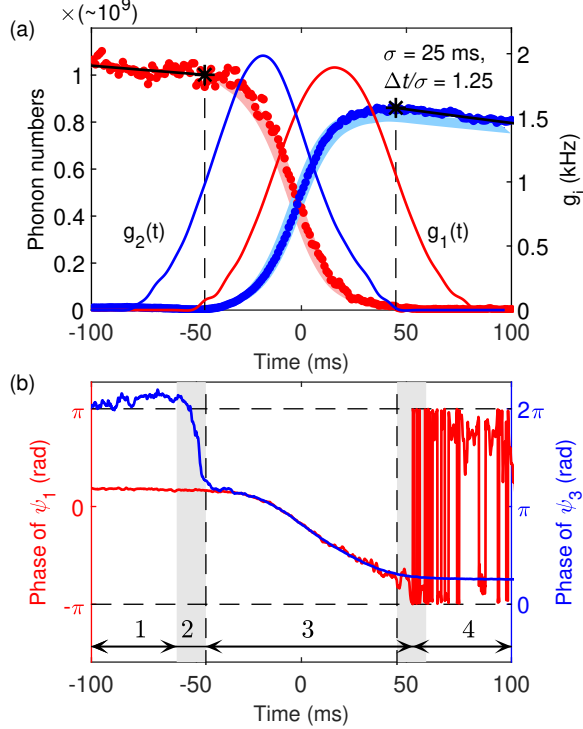 (a)
×(~10⁹)
σ = 25 ms,
Δt/σ = 1.25
Phonon numbers
1
0.8
0.6
0.4
0.2
0
g₂(t)
g₁(t)
gᵢ (kHz)
2
1.5
1
0.5
0
-100 -50 0 50 100
Time (ms)
(b)
Phase of ψ₁ (rad)
π
0
-π
Phase of ψ₃ (rad)
2π
π
0
1 2 3 4
-100 -50 0 50 100
Time (ms)